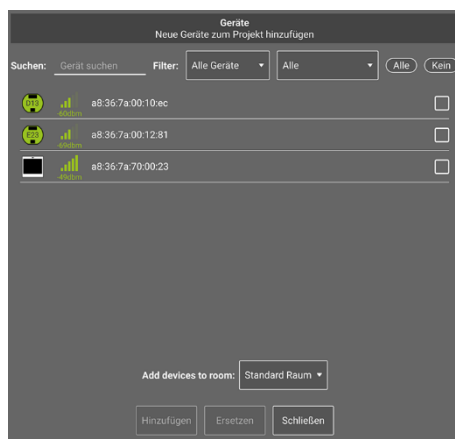 Geräte
Neue Geräte zum Projekt hinzufügen
Suchen: Gerät suchen Filter: Alle Geräte Alle Alle Kein
D13 -60dbm a8:36:7a:00:10:ec
E23 -69dbm a8:36:7a:00:12:81
-49dbm a8:36:7a:70:00:23
Add devices to room: Standard Raum
Hinzufügen Ersetzen Schließen